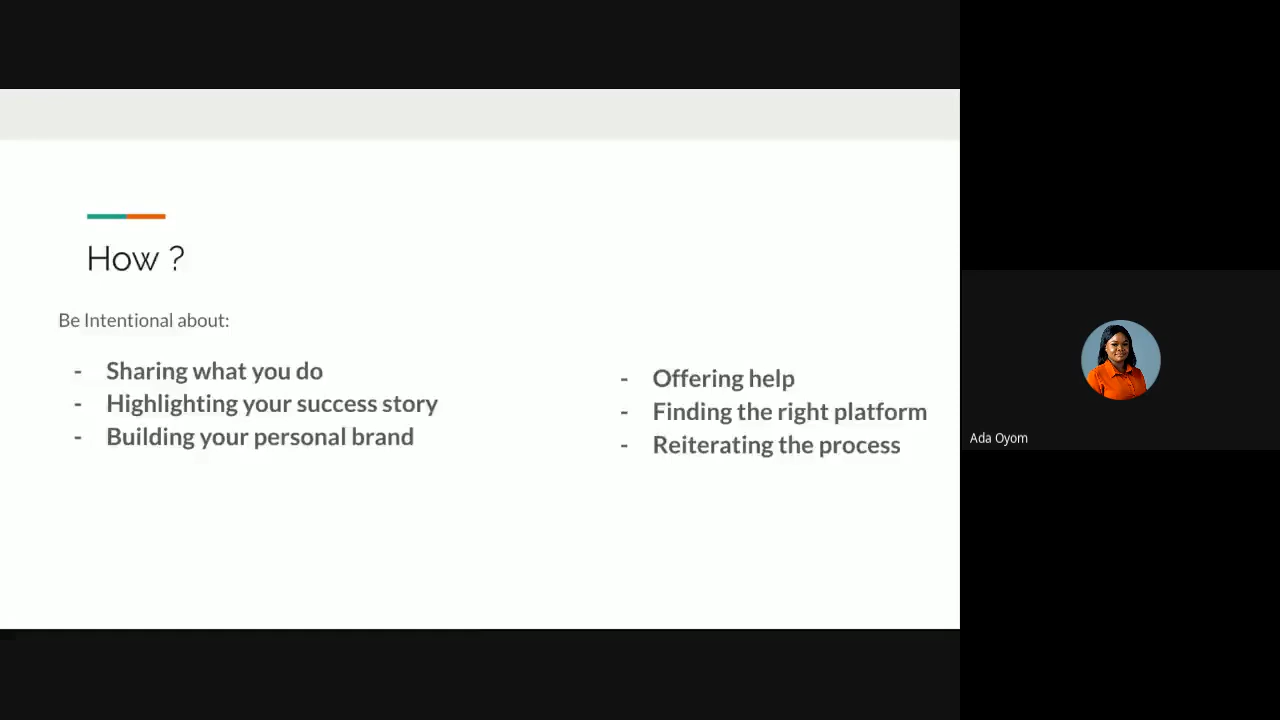 How ?
Be Intentional about:
- Sharing what you do
- Highlighting your success story
- Building your personal brand
- Offering help
- Finding the right platform
- Reiterating the process
Ada Oyom